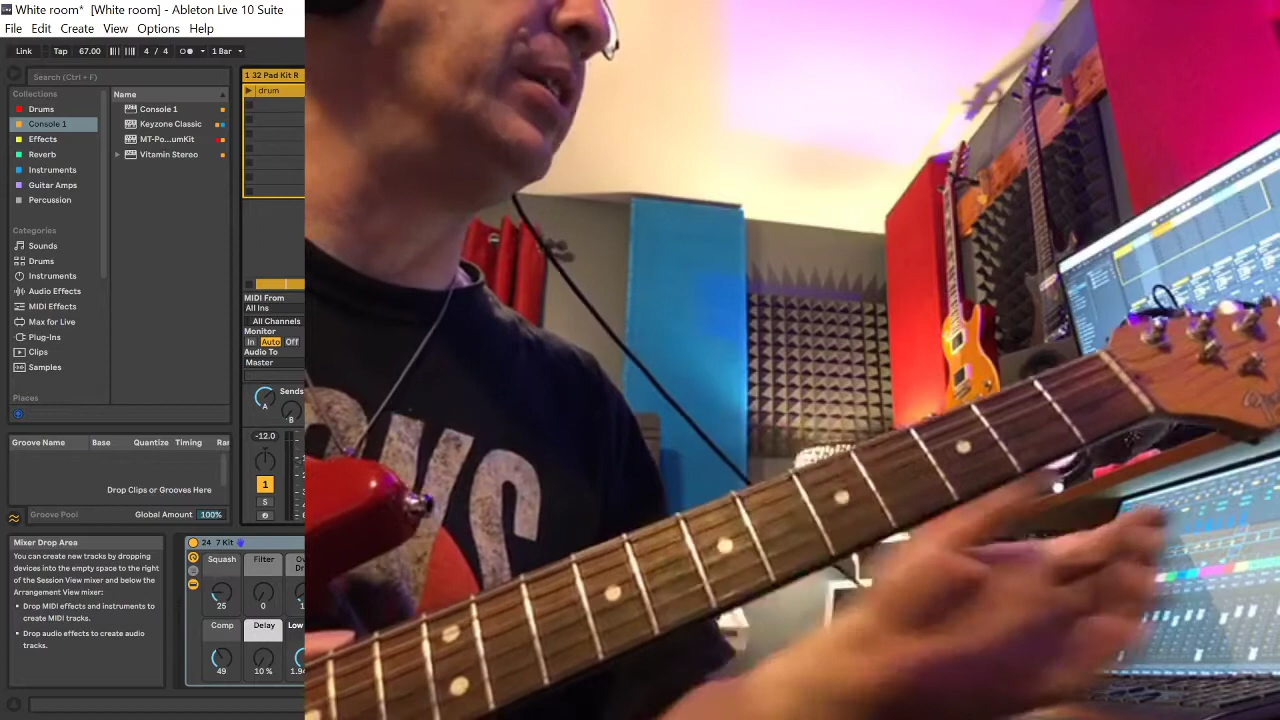 White room*  [White room] - Ableton Live 10 Suite
File Edit Create View Options Help
Link Tap 67.00 4 / 4 1 Bar
Search (Ctrl + F)
Collections
Drums
Console 1
Effects
Reverb
Instruments
Guitar Amps
Percussion
Categories
Sounds
Drums
Instruments
Audio Effects
MIDI Effects
Max for Live
Plug-Ins
Clips
Samples
Places
Name
Console 1
Keyzone Classic
MT-Po...umKit
Vitamin Stereo
1 32 Pad Kit R
drum
MIDI From
All Ins
All Channels
Monitor
In Auto Off
Audio To
Master
Sends
A
B
-12.0
1
S
Groove Name Base Quantize Timing Rar
Drop Clips or Grooves Here
Groove Pool Global Amount 100%
Mixer Drop Area
You can create new tracks by dropping
devices into the empty space to the right
of the Session View mixer and below the
Arrangement View mixer:
• Drop MIDI effects and instruments to
create MIDI tracks.
• Drop audio effects to create audio
tracks.
24 7 Kit
Squash Filter
25 0
Comp Delay Low
49 10 % 1.94